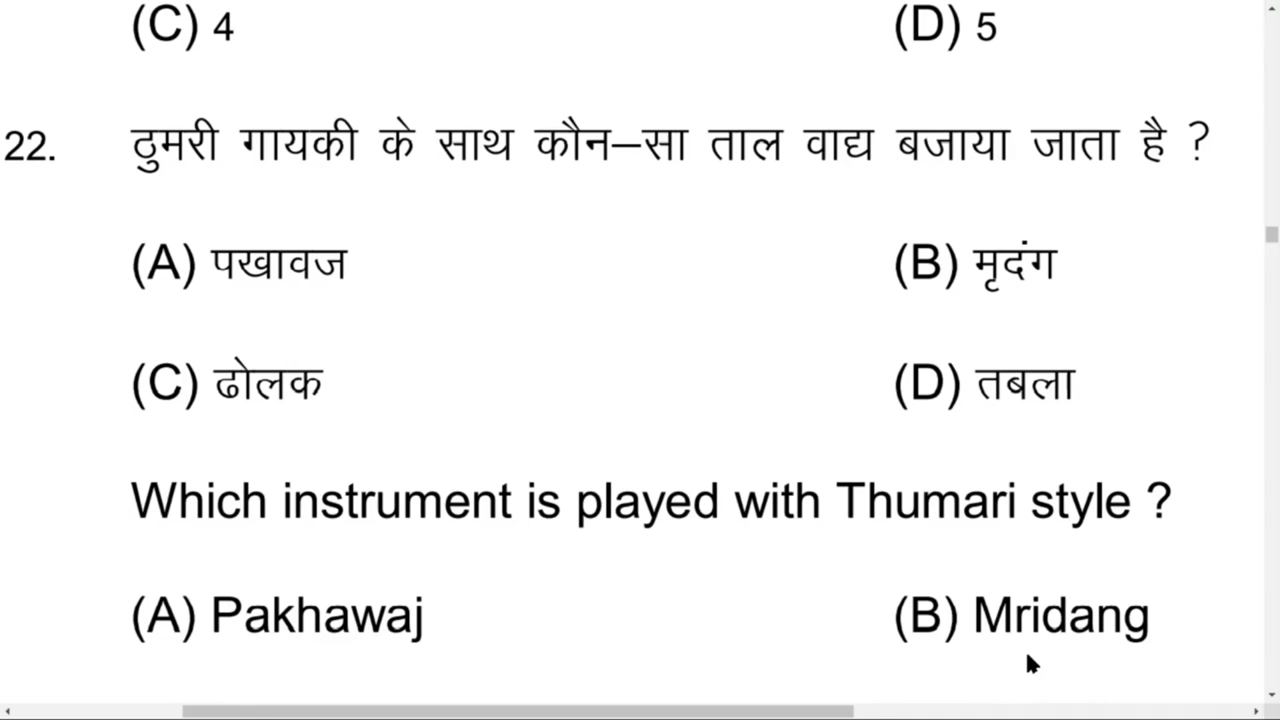 (C) 4 (D) 5
22. ठुमरी गायकी के साथ कौन–सा ताल वाद्य बजाया जाता है ?
(A) पखावज (B) मृदंग
(C) ढोलक (D) तबला
Which instrument is played with Thumari style ?
(A) Pakhawaj (B) Mridang